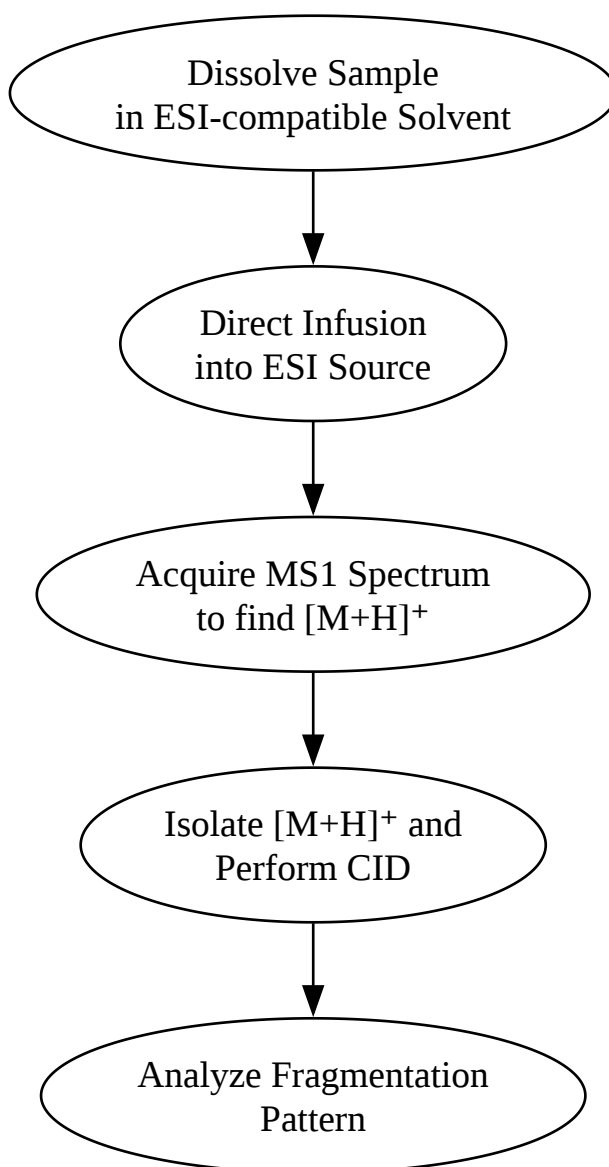 Dissolve Sample
in ESI-compatible Solvent
Direct Infusion
into ESI Source
Acquire MS1 Spectrum
to find [M+H]⁺
Isolate [M+H]⁺ and
Perform CID
Analyze Fragmentation
Pattern